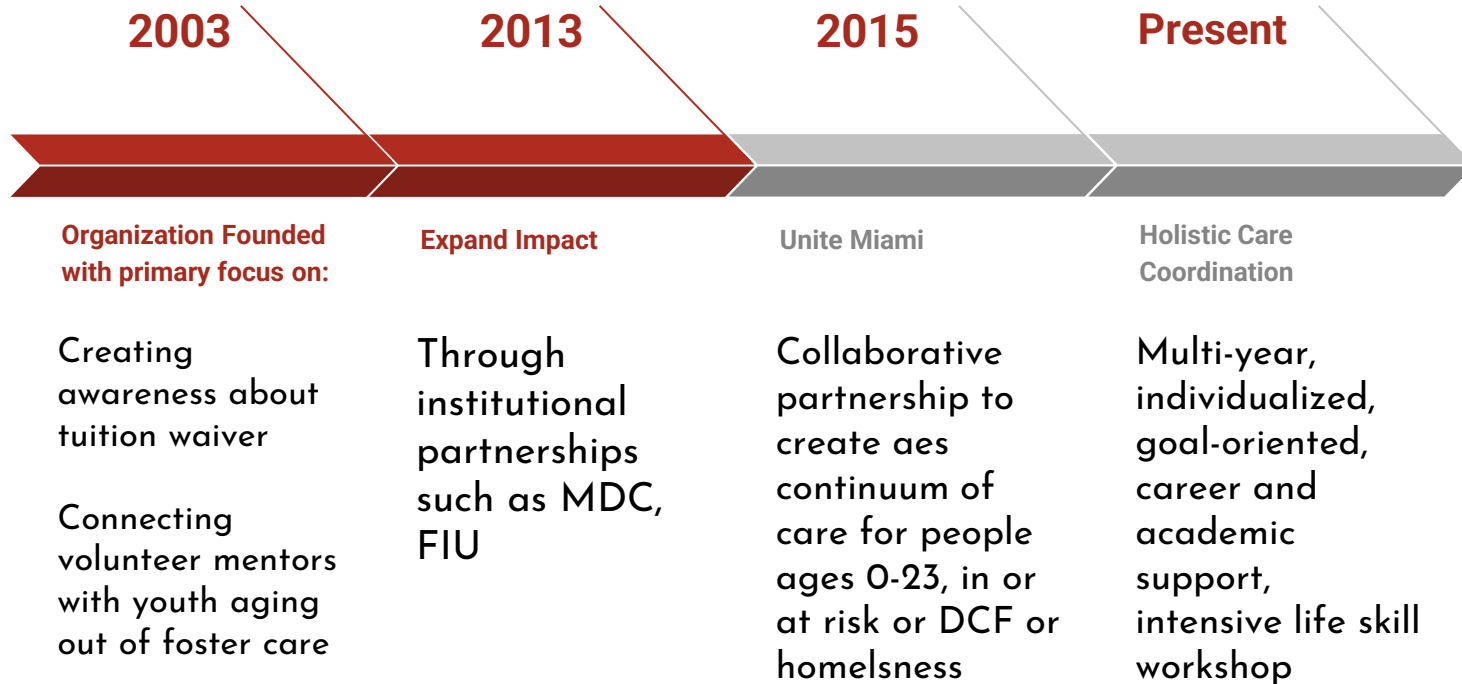 2003
Organization Founded
with primary focus on:
Creating
awareness about
tuition waiver
Connecting
volunteer mentors
with youth aging
out of foster care
2013
Expand Impact
Through
institutional
partnerships
such as MDC,
FIU
2015
Unite Miami
Collaborative
partnership to
create aes
continuum of
care for people
ages 0-23, in or
at risk or DCF or
homelsness
Present
Holistic Care
Coordination
Multi-year,
individualized,
goal-oriented,
career and
academic
support,
intensive life skill
workshop